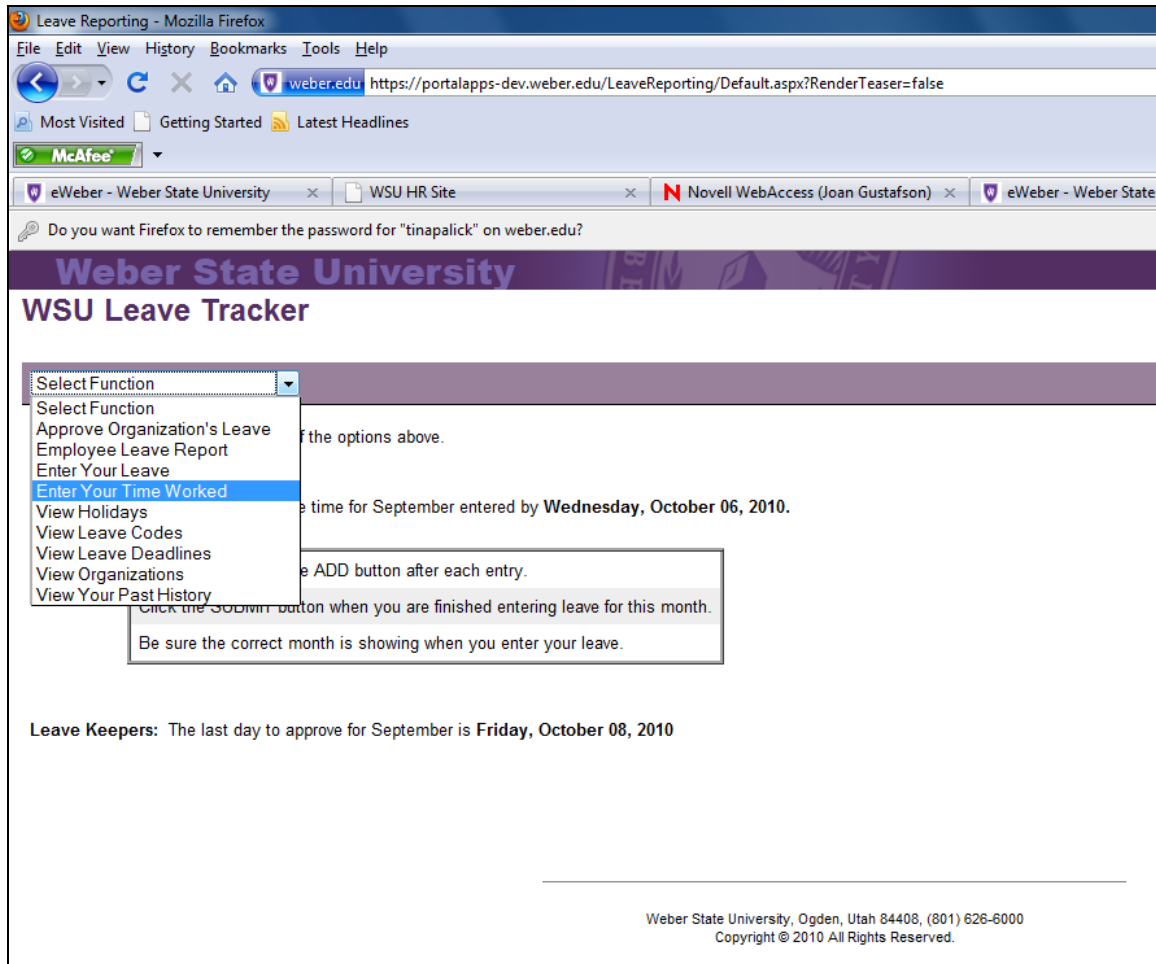 Leave Reporting - Mozilla Firefox
File Edit View History Bookmarks Tools Help
weber.edu https://portalapps-dev.weber.edu/LeaveReporting/Default.aspx?RenderTeaser=false
Most Visited Getting Started Latest Headlines
McAfee
eWeber - Weber State University WSU HR Site Novell WebAccess (Joan Gustafson) eWeber - Weber State
Do you want Firefox to remember the password for "tinapalick" on weber.edu?
Weber State University
WSU Leave Tracker
Select Function
Select Function
Approve Organization's Leave
Employee Leave Report
Enter Your Leave
Enter Your Time Worked
View Holidays
View Leave Codes
View Leave Deadlines
View Organizations
View Your Past History
the options above.
time for September entered by Wednesday, October 06, 2010.
ADD button after each entry.
Click the SUBMIT button when you are finished entering leave for this month.
Be sure the correct month is showing when you enter your leave.
Leave Keepers: The last day to approve for September is Friday, October 08, 2010
Weber State University, Ogden, Utah 84408, (801) 626-6000
Copyright © 2010 All Rights Reserved.